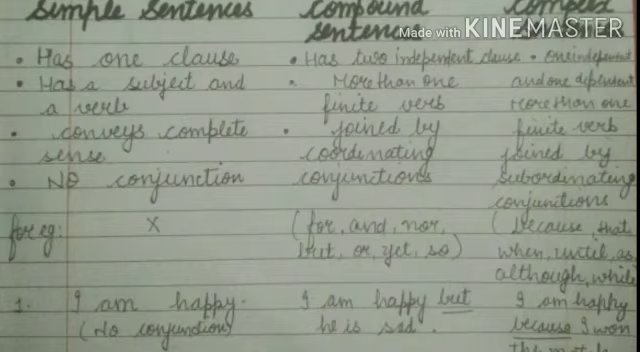 Simple Sentences
Compound
Sentence
Complex
Made with KINEMASTER
• Has one clause
• Has a subject and
a verb
• conveys complete
sense
• NO conjunction
• Has two independent clause
• More than one
finite verb
• joined by
coordinating
conjunctions
• one independent
and one dependent
More than one
finite verb
joined by
subordinating
conjunctions
for eg:
X
(for, and, nor,
but, or, yet, so)
(because, that
when, until, as
although, while
1. I am happy.
(No conjunction)
I am happy but
he is sad.
I am happy
because I won
the